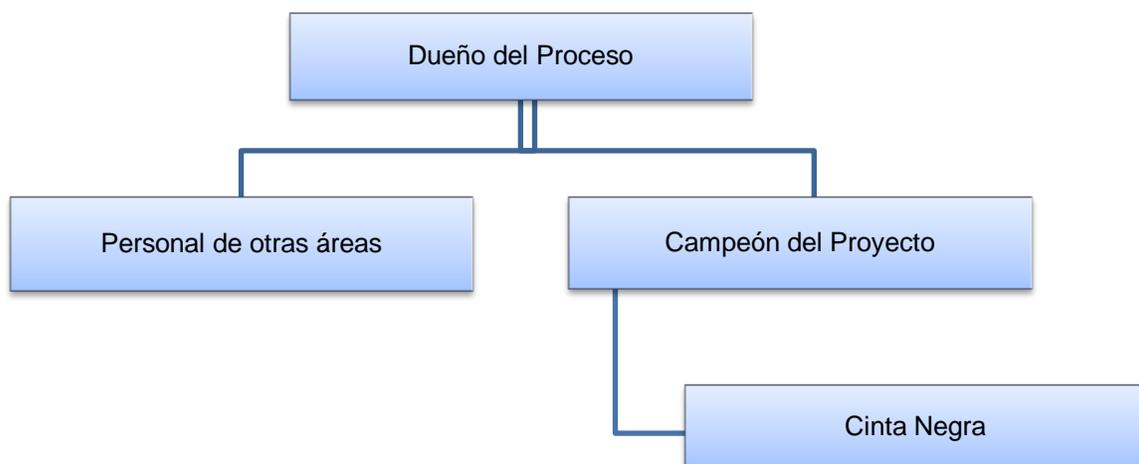 Dueño del Proceso
Personal de otras áreas
Campeón del Proyecto
Cinta Negra